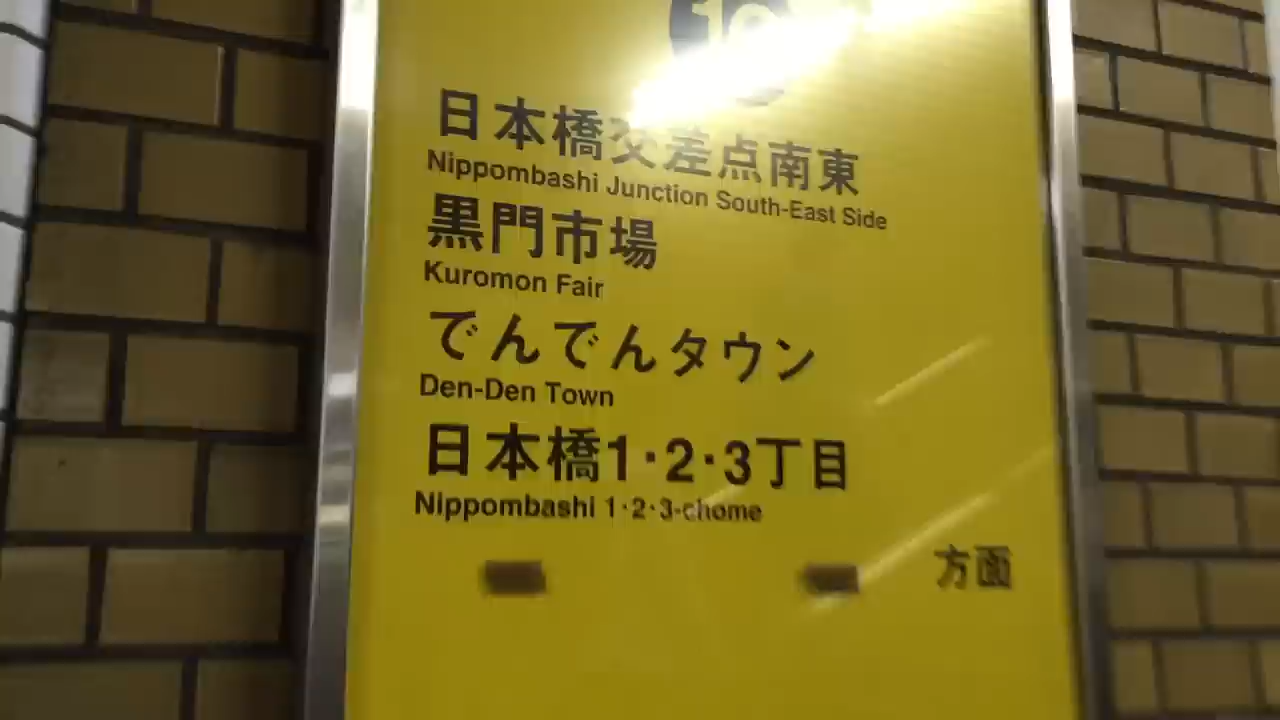 日本橋交差点南東
Nippombashi Junction South-East Side
黒門市場
Kuromon Fair
でんでんタウン
Den-Den Town
日本橋1・2・3丁目
Nippombashi 1・2・3-chome
方面